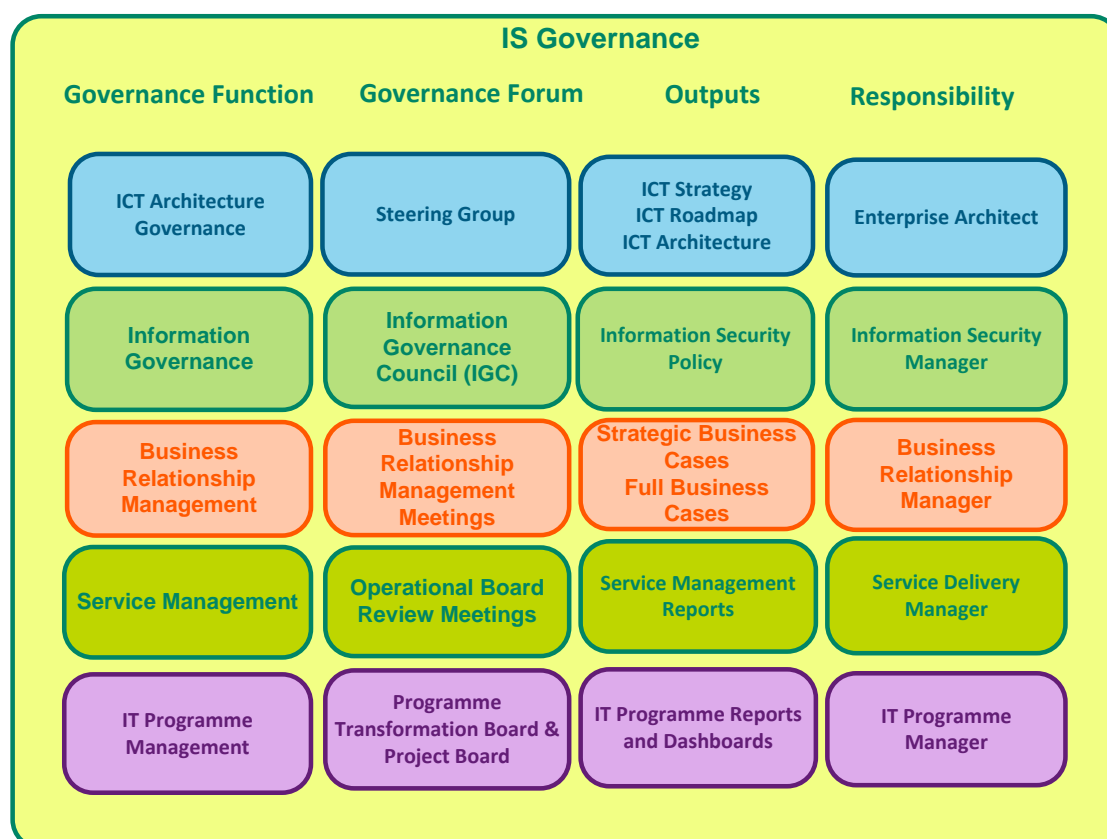 IS Governance
Governance Function
Governance Forum
Outputs
Responsibility
ICT Architecture
Governance
Steering Group
ICT Strategy
ICT Roadmap
ICT Architecture
Enterprise Architect
Information
Governance
Information
Governance
Council (IGC)
Information Security
Policy
Information Security
Manager
Business
Relationship
Management
Business
Relationship
Management
Meetings
Strategic Business
Cases
Full Business
Cases
Business
Relationship
Manager
Service Management
Operational Board
Review Meetings
Service Management
Reports
Service Delivery
Manager
IT Programme
Management
Programme
Transformation Board &
Project Board
IT Programme Reports
and Dashboards
IT Programme
Manager